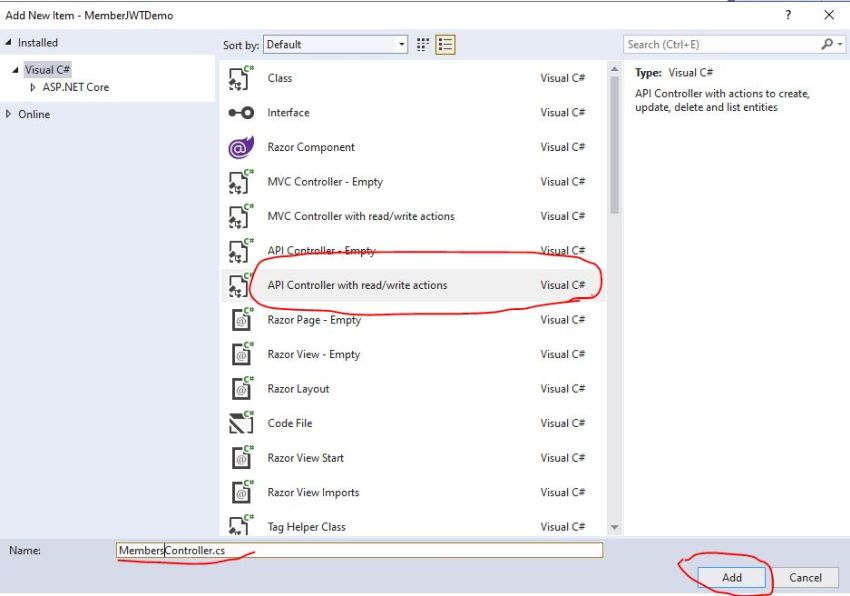 Add New Item - MemberJWTDemo
?
Installed
Sort by: Default
Search (Ctrl+E)
Visual C#
ASP.NET Core
Online
C# Class Visual C#
Interface Visual C#
@ Razor Component Visual C#
C# MVC Controller - Empty Visual C#
C# MVC Controller with read/write actions Visual C#
C# API Controller - Empty Visual C#
C# API Controller with read/write actions Visual C#
C# @ Razor Page - Empty Visual C#
C# @ Razor View - Empty Visual C#
C# @ Razor Layout Visual C#
C# Code File Visual C#
C# @ Razor View Start Visual C#
C# @ Razor View Imports Visual C#
C# Tag Helper Class Visual C#
Type: Visual C#
API Controller with actions to create,
update, delete and list entities
Name: MembersController.cs
Add Cancel